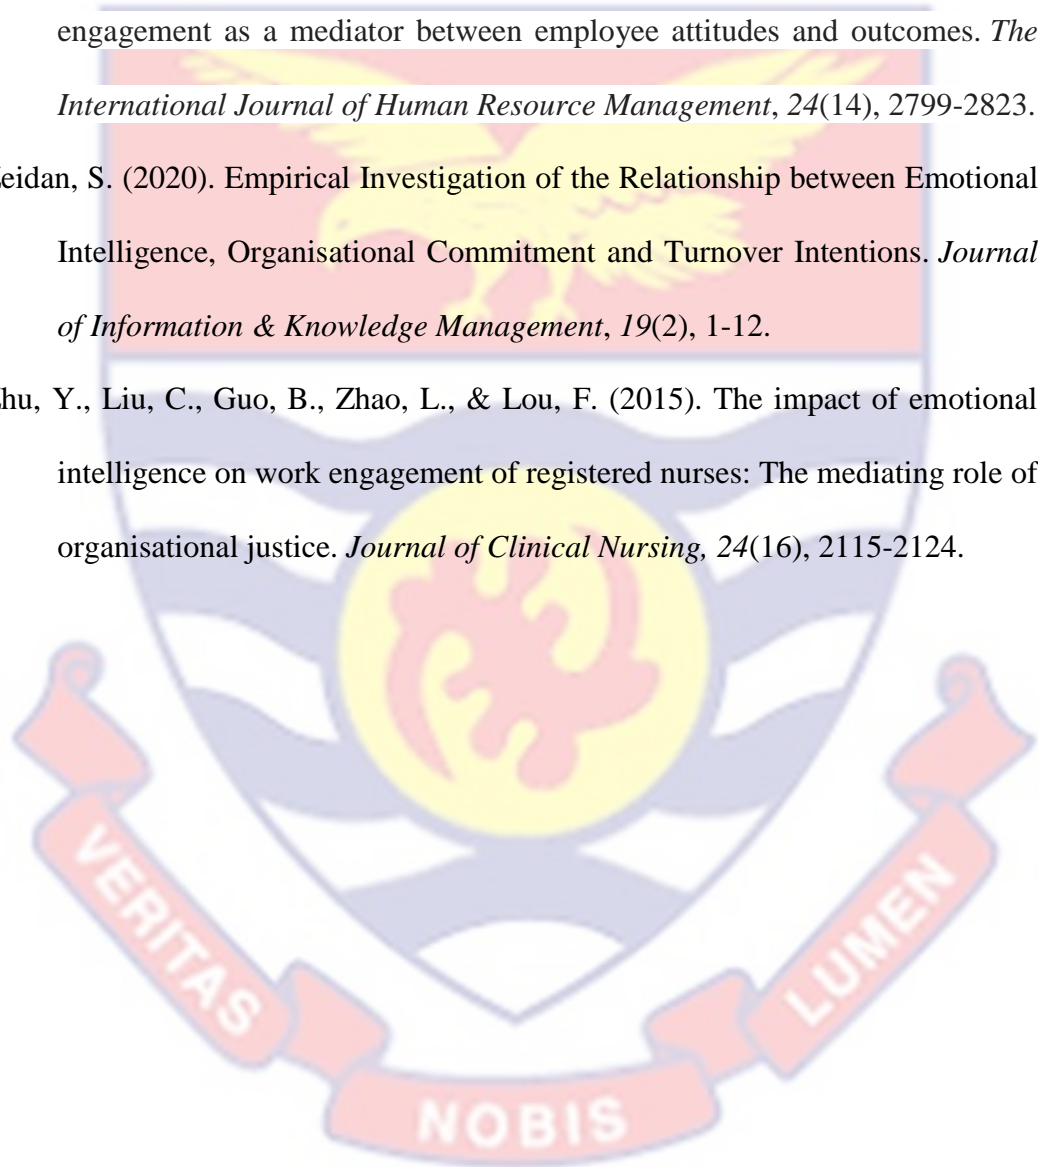 engagement as a mediator between employee attitudes and outcomes. The
International Journal of Human Resource Management, 24(14), 2799-2823.
eidan, S. (2020). Empirical Investigation of the Relationship between Emotional
Intelligence, Organisational Commitment and Turnover Intentions. Journal
of Information & Knowledge Management, 19(2), 1-12.
hu, Y., Liu, C., Guo, B., Zhao, L., & Lou, F. (2015). The impact of emotional
intelligence on work engagement of registered nurses: The mediating role of
organisational justice. Journal of Clinical Nursing, 24(16), 2115-2124.
VERITAS
NOBIS
LUMEN